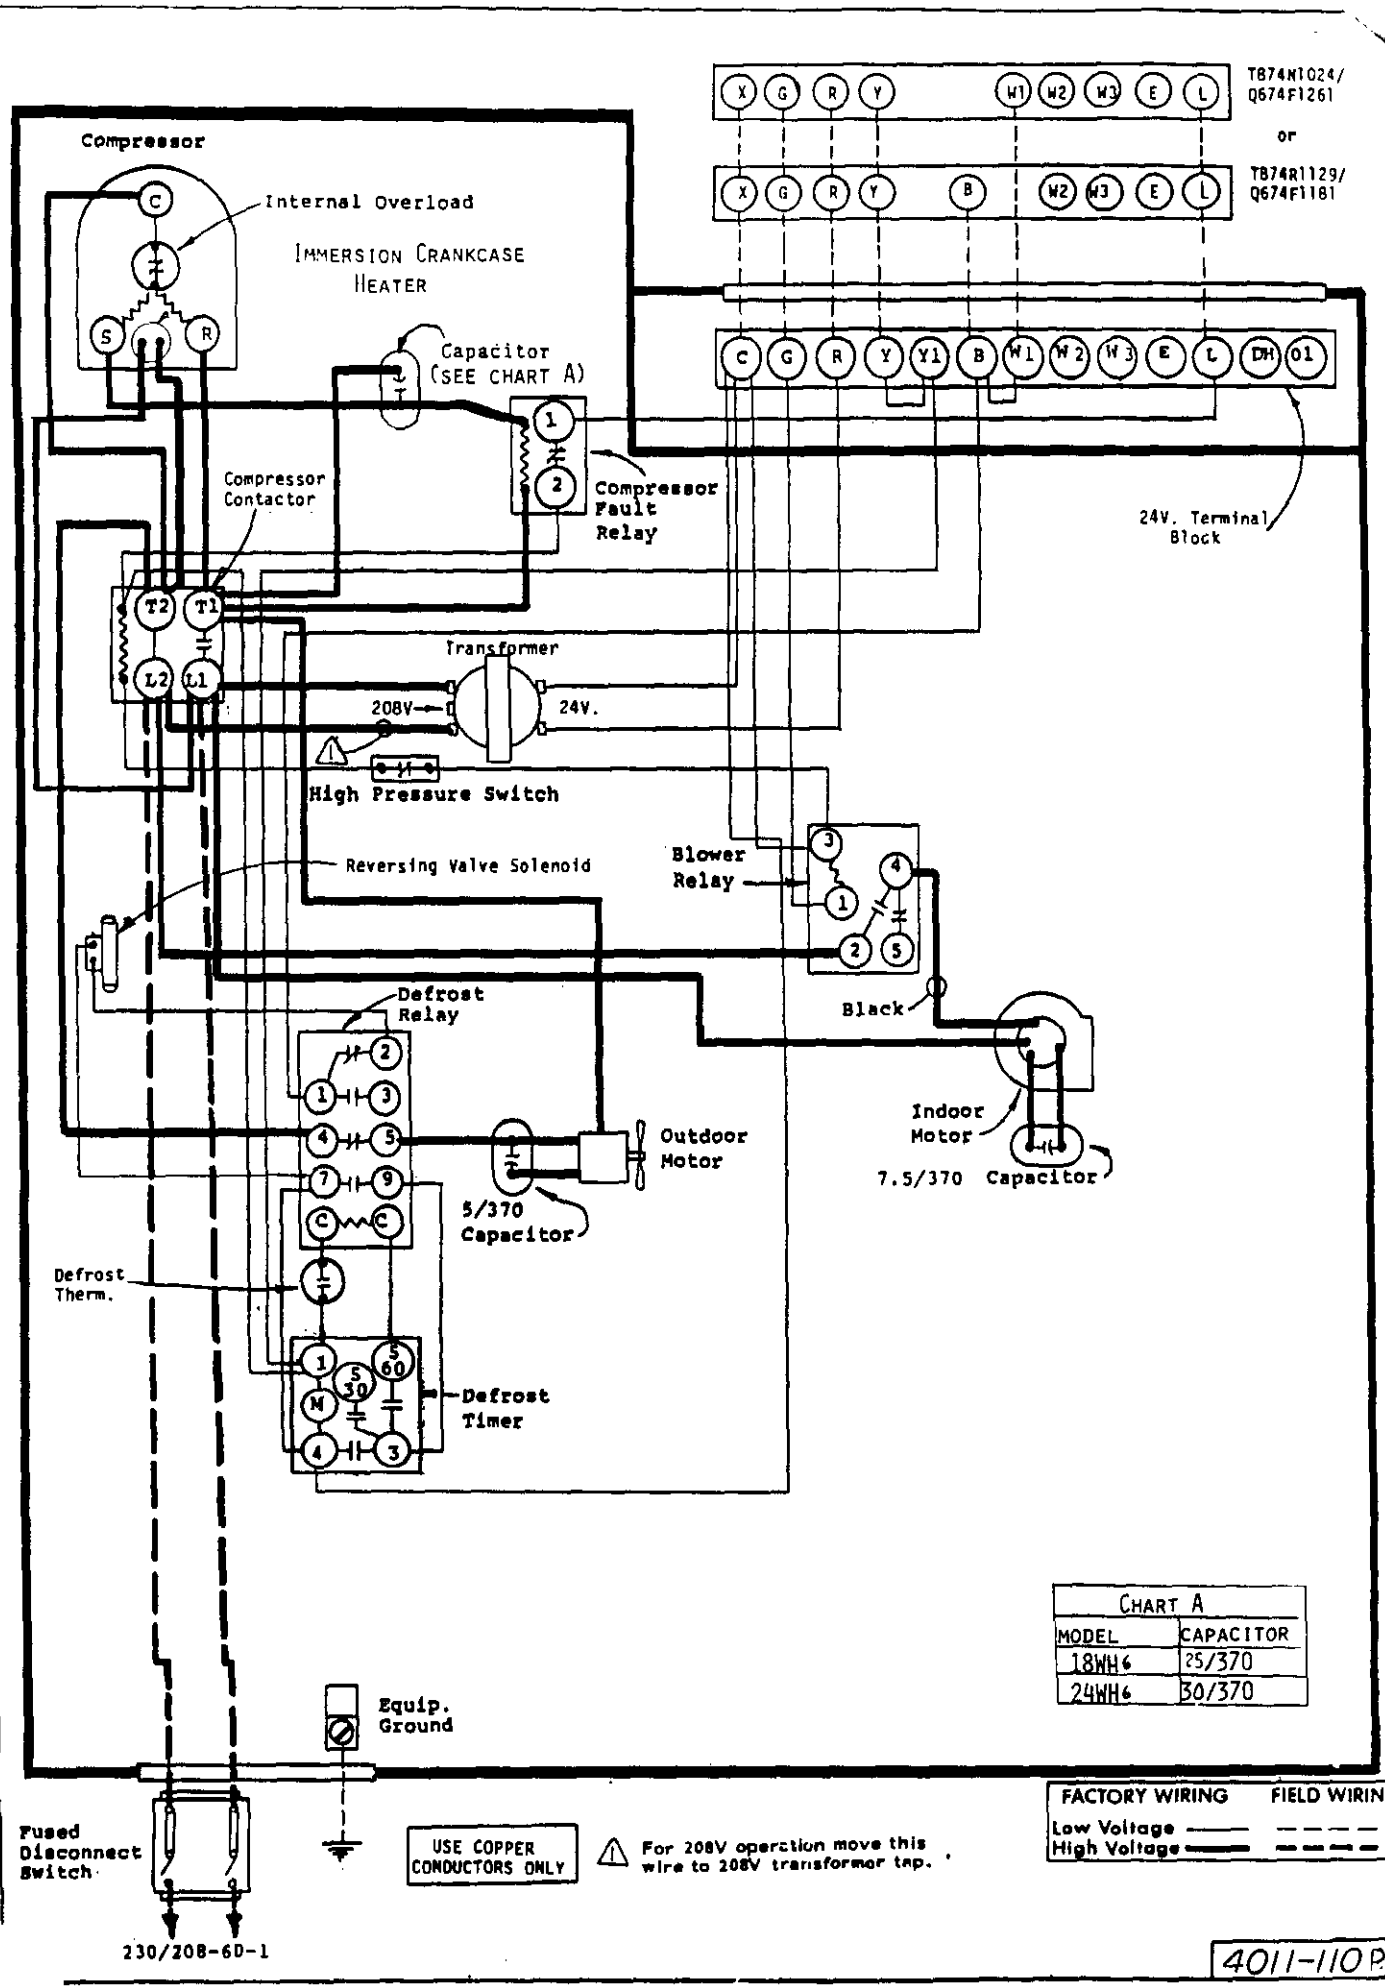 X G R Y W1 W2 W3 E L
TB74N1024/
Q674F1261
or
X G R Y B W2 W3 E L
TB74R1129/
Q674F1181
Compressor
C
Internal Overload
IMMERSION CRANKCASE
HEATER
S R
Capacitor
(SEE CHART A)
C G R Y Y1 B W1 W2 W3 E L DH 01
1
2
Compressor
Fault
Relay
Compressor
Contactor
24V. Terminal
Block
T2 T1
L2 L1
Transformer
208V
24V.
1
High Pressure Switch
Reversing Valve Solenoid
Blower
Relay
3
4
1
2 5
Black
Defrost
Relay
2
1 3
4 5
7 9
C C
Outdoor
Motor
5/370
Capacitor
Indoor
Motor
7.5/370 Capacitor
Defrost
Therm.
1
S
60
S
30
M
4 3
Defrost
Timer
CHART A
MODEL CAPACITOR
18WH6 25/370
24WH6 30/370
Equip.
Ground
Fused
Disconnect
Switch
230/208-60-1
USE COPPER
CONDUCTORS ONLY
1
For 208V operction move this
wire to 208V transformor tap.
FACTORY WIRING FIELD WIRIN
Low Voltage
High Voltage
4011-110